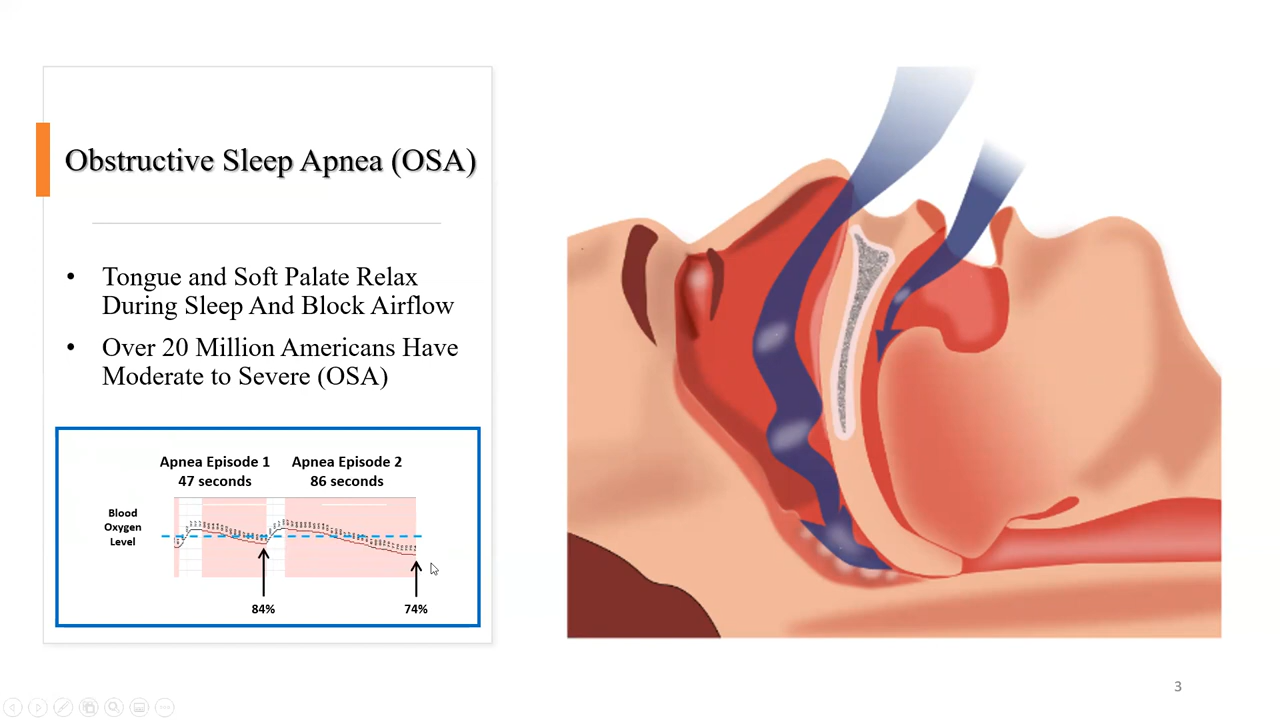 Obstructive Sleep Apnea (OSA)
• Tongue and Soft Palate Relax
During Sleep And Block Airflow
• Over 20 Million Americans Have
Moderate to Severe (OSA)
Apnea Episode 1
47 seconds
Apnea Episode 2
86 seconds
Blood
Oxygen
Level
84%
74%
3